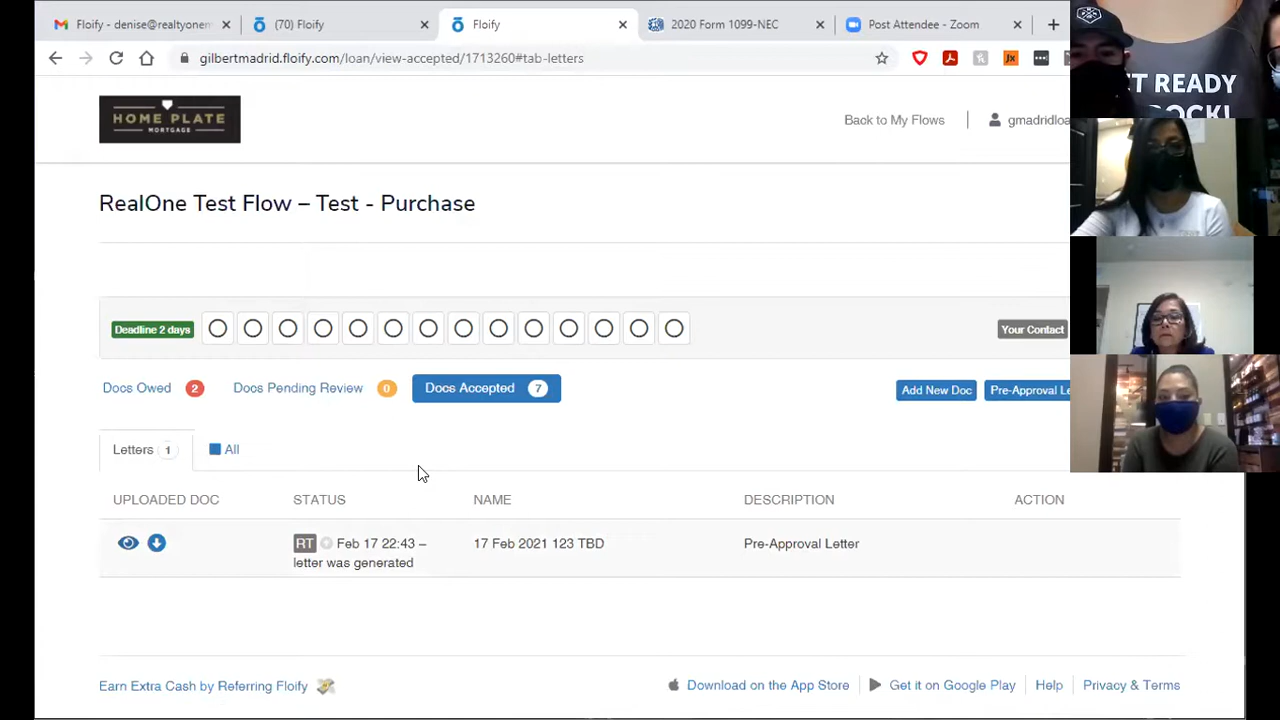 Floify - denise@realtyonen
(70) Floify
Floify
2020 Form 1099-NEC
Post Attendee - Zoom
gilbertmadrid.floify.com/loan/view-accepted/1713260#tab-letters
HOME PLATE
MORTGAGE
Back to My Flows
gmadridloa
RealOne Test Flow – Test - Purchase
Deadline 2 days
Your Contact
Docs Owed 2
Docs Pending Review 0
Docs Accepted 7
Add New Doc
Pre-Approval Le
Letters 1
All
UPLOADED DOC STATUS NAME DESCRIPTION ACTION
RT Feb 17 22:43 – 17 Feb 2021 123 TBD Pre-Approval Letter
letter was generated
Earn Extra Cash by Referring Floify
Download on the App Store
Get it on Google Play
Help
Privacy & Terms
READY